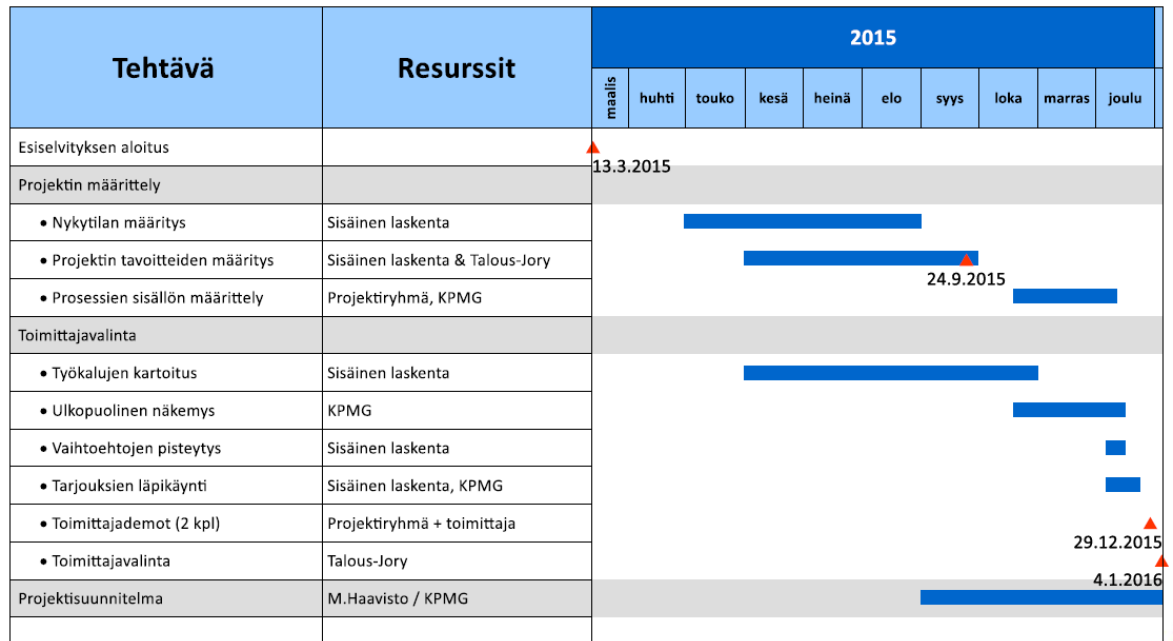 Tehtävä
Resurssit
2015
maalis
huhti
touko
kesä
heinä
elo
syys
loka
marras
joulu
Esiselvityksen aloitus
13.3.2015
Projektin määrittely
• Nykytilan määritys
Sisäinen laskenta
• Projektin tavoitteiden määritys
Sisäinen laskenta & Talous-Jory
24.9.2015
• Prosessien sisällön määrittely
Projektiryhmä, KPMG
Toimittajavalinta
• Työkalujen kartoitus
Sisäinen laskenta
• Ulkopuolinen näkemys
KPMG
• Vaihtoehtojen pisteytys
Sisäinen laskenta
• Tarjouksien läpikäynti
Sisäinen laskenta, KPMG
• Toimittajademot (2 kpl)
Projektiryhmä + toimittaja
29.12.2015
• Toimittajavalinta
Talous-Jory
4.1.2016
Projektisuunnitelma
M.Haavisto / KPMG